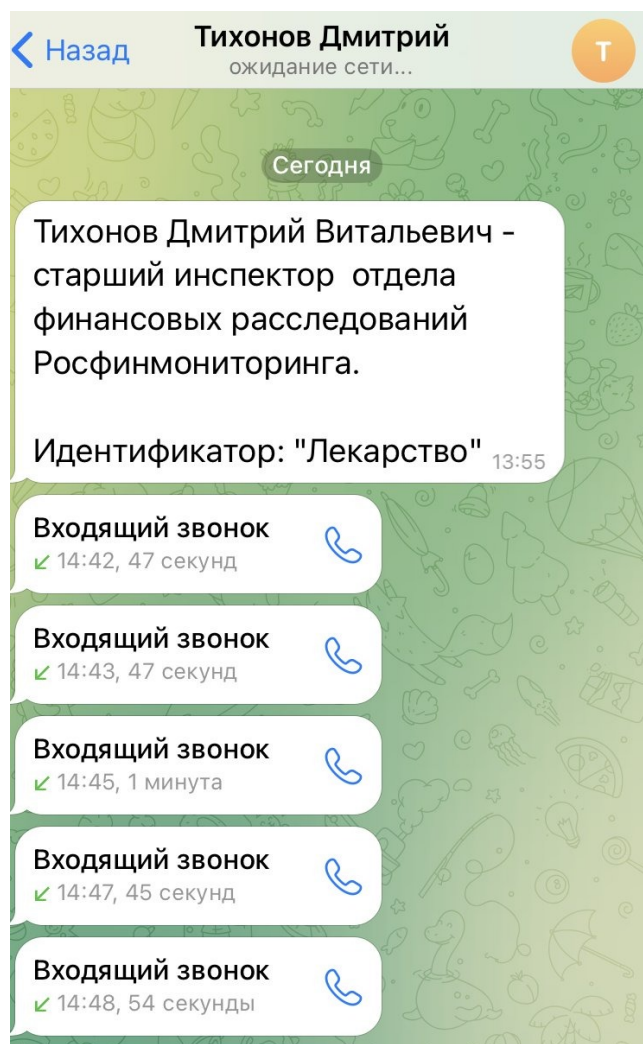 Назад
Тихонов Дмитрий
ожидание сети...
Т
Сегодня
Тихонов Дмитрий Витальевич -
старший инспектор  отдела
финансовых расследований
Росфинмониторинга.
Идентификатор: "Лекарство" 13:55
Входящий звонок
14:42, 47 секунд
Входящий звонок
14:43, 47 секунд
Входящий звонок
14:45, 1 минута
Входящий звонок
14:47, 45 секунд
Входящий звонок
14:48, 54 секунды